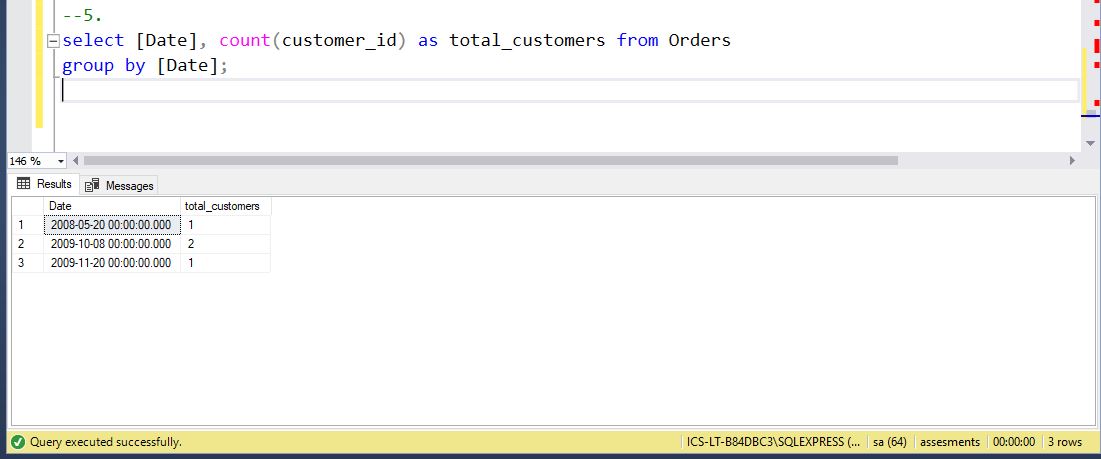 --5.
select [Date], count(customer_id) as total_customers from Orders
group by [Date];
146 %
Results Messages
Date total_customers
1 2008-05-20 00:00:00.000 1
2 2009-10-08 00:00:00.000 2
3 2009-11-20 00:00:00.000 1
Query executed successfully. ICS-LT-B84DBC3\SQLEXPRESS (... sa (64) assesments 00:00:00 3 rows